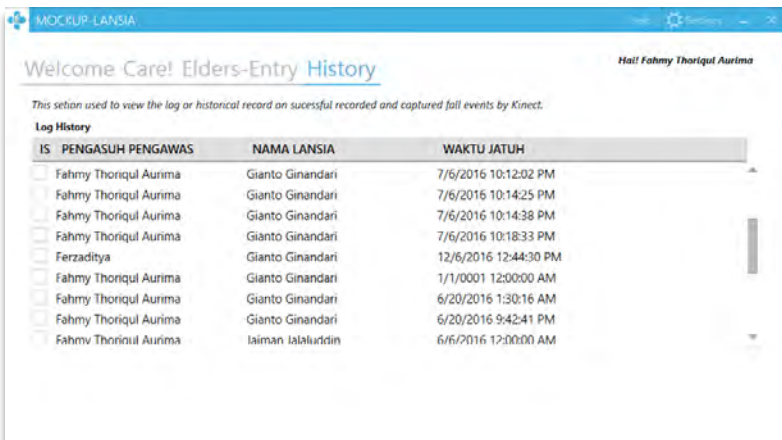 MOCKUP-LANSIA
Settings
Hai! Fahmy Thoriqul Aurima
Welcome Care! Elders-Entry History
This setion used to view the log or historical record on sucessful recorded and captured fall events by Kinect.
Log History
IS PENGASUH PENGAWAS NAMA LANSIA WAKTU JATUH
Fahmy Thoriqul Aurima Gianto Ginandari 7/6/2016 10:12:02 PM
Fahmy Thoriqul Aurima Gianto Ginandari 7/6/2016 10:14:25 PM
Fahmy Thoriqul Aurima Gianto Ginandari 7/6/2016 10:14:38 PM
Fahmy Thoriqul Aurima Gianto Ginandari 7/6/2016 10:18:33 PM
Ferzaditya Gianto Ginandari 12/6/2016 12:44:30 PM
Fahmy Thoriqul Aurima Gianto Ginandari 1/1/0001 12:00:00 AM
Fahmy Thoriqul Aurima Gianto Ginandari 6/20/2016 1:30:16 AM
Fahmy Thoriqul Aurima Gianto Ginandari 6/20/2016 9:42:41 PM
Fahmy Thoriqul Aurima Jaiman Jalaluddin 6/6/2016 12:00:00 AM